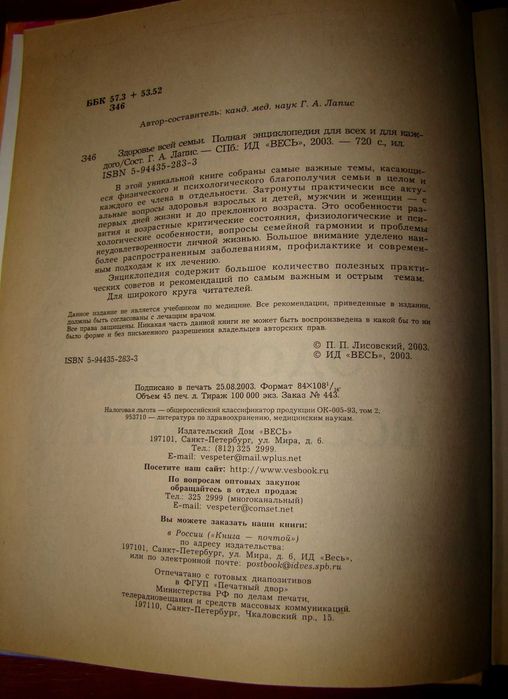 ББК 57.3 + 53.52
З46
Автор-составитель: канд. мед. наук Г. А. Лапис
З46 Здоровье всей семьи. Полная энциклопедия для всех и для каж-
дого/Сост. Г. А. Лапис. — СПб.: ИД «ВЕСЬ», 2003. — 720 с., ил.
ISBN 5-94435-283-3
В этой уникальной книге собраны самые важные темы, касающи-
еся физического и психологического благополучия семьи в целом и
каждого ее члена в отдельности. Затронуты практически все акту-
альные вопросы здоровья взрослых и детей, мужчин и женщин — с
первых дней жизни и до преклонного возраста. Это особенности раз-
вития и возрастные критические состояния, физиологические и пси-
хологические особенности, вопросы семейной гармонии и проблемы
неудовлетворенности личной жизнью. Большое внимание уделено наи-
более распространенным заболеваниям, профилактике и современ-
ным подходам к их лечению.
Энциклопедия содержит большое количество полезных практи-
ческих советов и рекомендаций по самым важным и острым темам.
Для широкого круга читателей.
Данное издание не является учебником по медицине. Все рекомендации, приведенные в издании,
должны быть согласованы с лечащим врачом.
Все права защищены. Никакая часть данной книги не может быть воспроизведена в какой бы то ни
было форме и без письменного разрешения владельцев авторских прав.
© П. П. Лисовский, 2003.
ISBN 5-94435-283-3 © ИД «ВЕСЬ», 2003.
Подписано в печать 25.08.2003. Формат 84×108 1/16.
Объем 45 печ. л. Тираж 100 000 экз. Заказ № 443.
Налоговая льгота — общероссийский классификатор продукции ОК-005-93, том 2,
953710 — литература по здравоохранению, медицинским наукам.
Издательский Дом «ВЕСЬ»
197101, Санкт-Петербург, ул. Мира, д. 6.
Тел.: (812) 325 2999.
E-mail: vespeter@mail.wplus.net
Посетите наш сайт: http://www.vesbook.ru
По вопросам оптовых закупок
обращайтесь в отдел продаж
Тел.: 325 2999 (многоканальный)
E-mail: vespeter@comset.net
Вы можете заказать наши книги:
в России («Книга — почтой»)
по адресу издательства:
197101, Санкт-Петербург, ул. Мира, д. 6, ИД «Весь»,
или по электронной почте: postbook@idves.spb.ru
Отпечатано с готовых диапозитивов
в ФГУП «Печатный двор»
Министерства РФ по делам печати,
телерадиовещания и средств массовых коммуникаций.
197110, Санкт-Петербург, Чкаловский пр., 15.